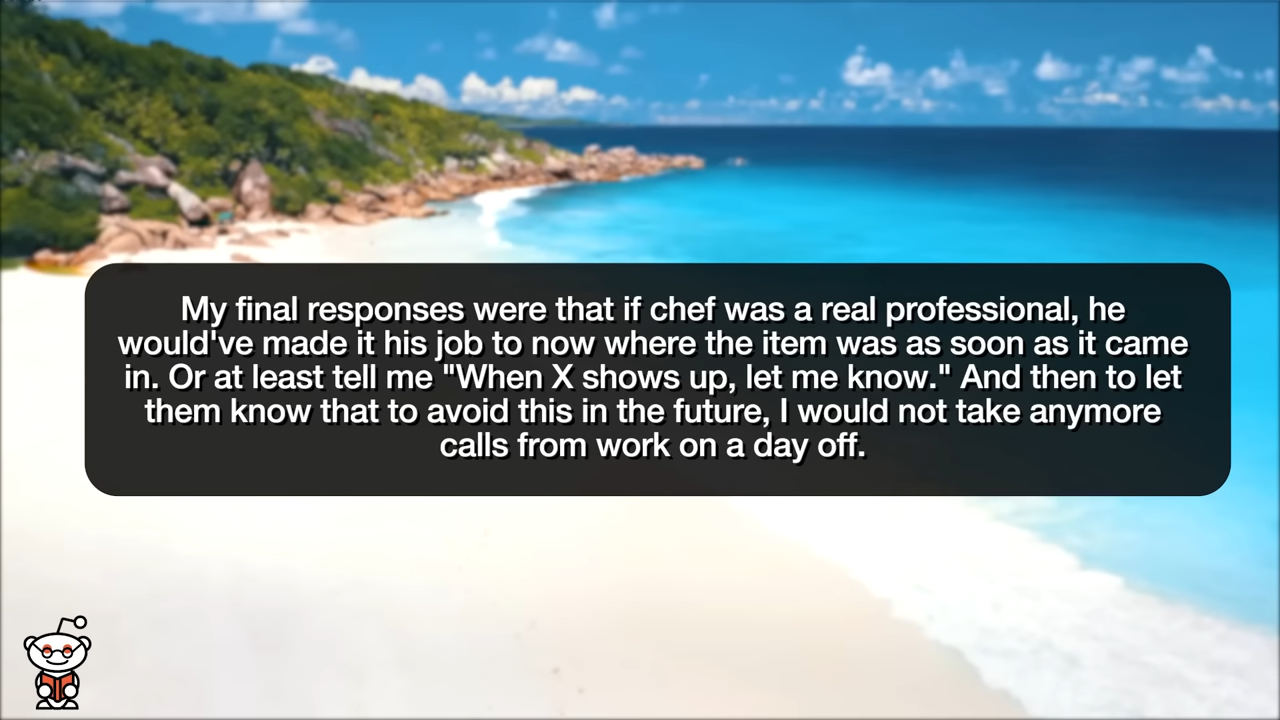 My final responses were that if chef was a real professional, he
would've made it his job to now where the item was as soon as it came
in. Or at least tell me "When X shows up, let me know." And then to let
them know that to avoid this in the future, I would not take anymore
calls from work on a day off.